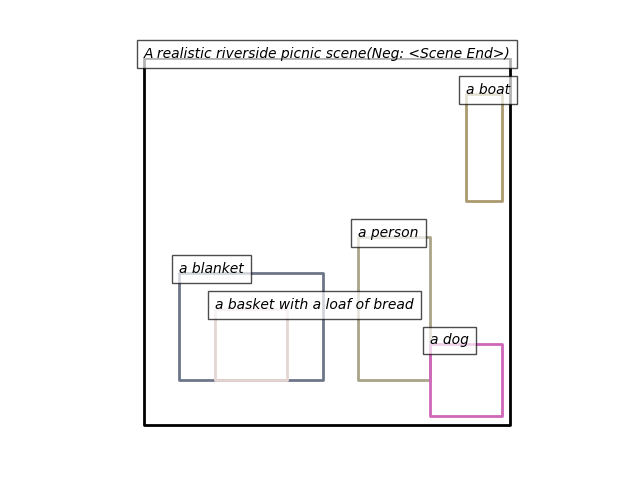 A realistic riverside picnic scene(Neg: <Scene End>)
a boat
a person
a blanket
a basket with a loaf of bread
a dog